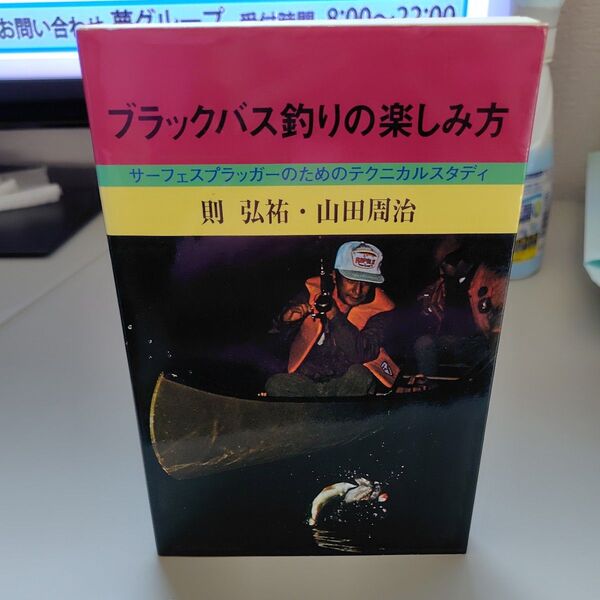 お問い合わせ 夢グループ 受付時間 8:00～22:00
ブラックバス釣りの楽しみ方
サーフェスプラッガーのためのテクニカルスタディ
則 弘祐・山田周治